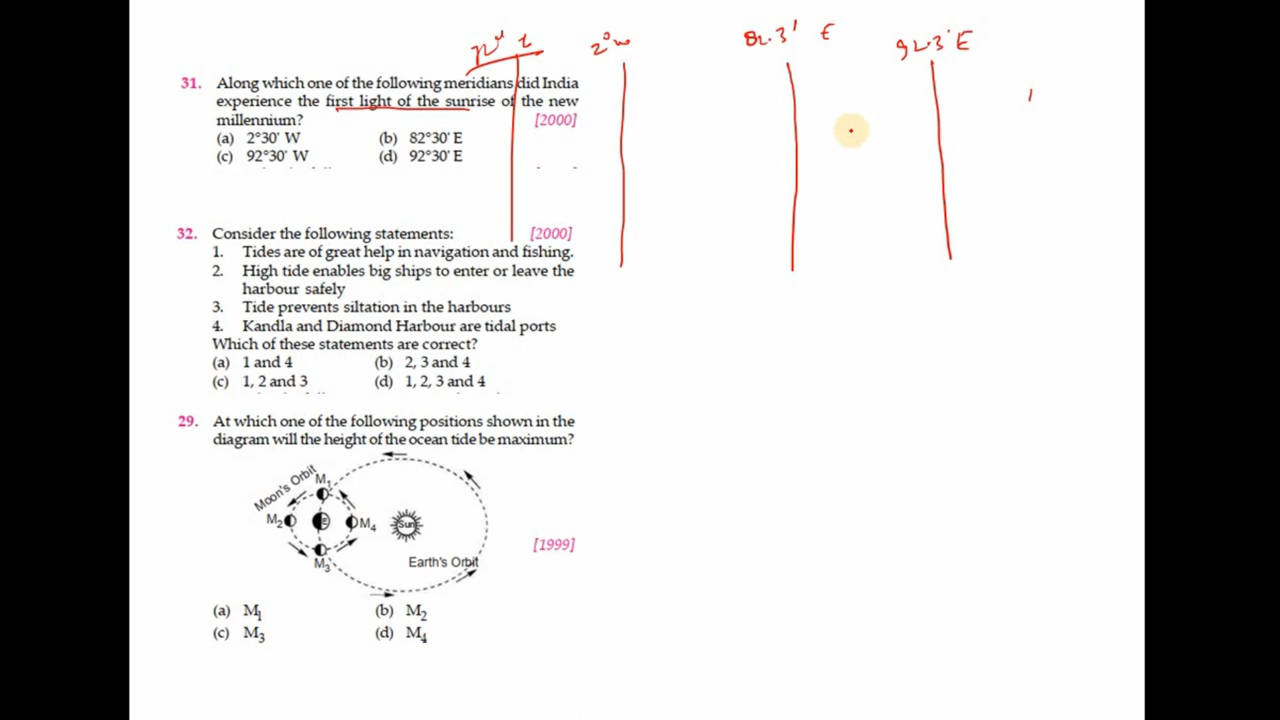 2°w
82.3' E
92.3' E
31. Along which one of the following meridians did India
experience the first light of the sunrise of the new
millennium? [2000]
(a) 2°30' W (b) 82°30' E
(c) 92°30' W (d) 92°30' E
32. Consider the following statements: [2000]
1. Tides are of great help in navigation and fishing.
2. High tide enables big ships to enter or leave the
harbour safely
3. Tide prevents siltation in the harbours
4. Kandla and Diamond Harbour are tidal ports
Which of these statements are correct?
(a) 1 and 4 (b) 2, 3 and 4
(c) 1, 2 and 3 (d) 1, 2, 3 and 4
29. At which one of the following positions shown in the
diagram will the height of the ocean tide be maximum?
Moon's Orbit
M1
M2 E M4 Sun
M3
Earth's Orbit
[1999]
(a) M1 (b) M2
(c) M3 (d) M4